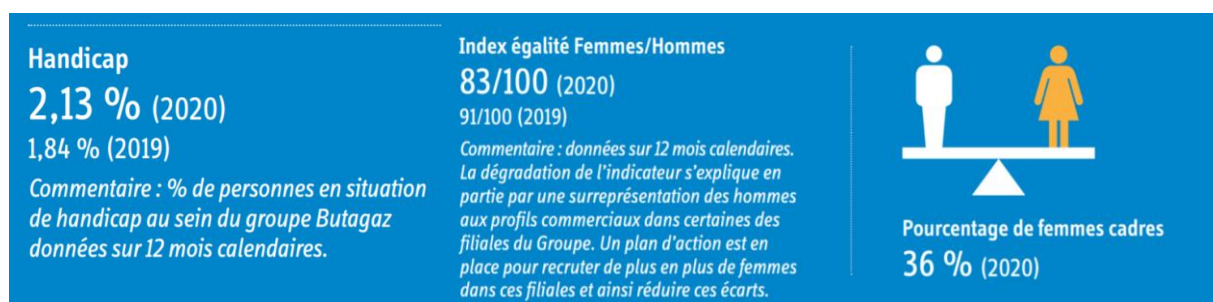 Handicap
2,13 % (2020)
1,84 % (2019)
Commentaire : % de personnes en situation
de handicap au sein du groupe Butagaz
données sur 12 mois calendaires.
Index égalité Femmes/Hommes
83/100 (2020)
91/100 (2019)
Commentaire : données sur 12 mois calendaires.
La dégradation de l'indicateur s'explique en
partie par une surreprésentation des hommes
aux profils commerciaux dans certaines des
filiales du Groupe. Un plan d'action est en
place pour recruter de plus en plus de femmes
dans ces filiales et ainsi réduire ces écarts.
Pourcentage de femmes cadres
36 % (2020)